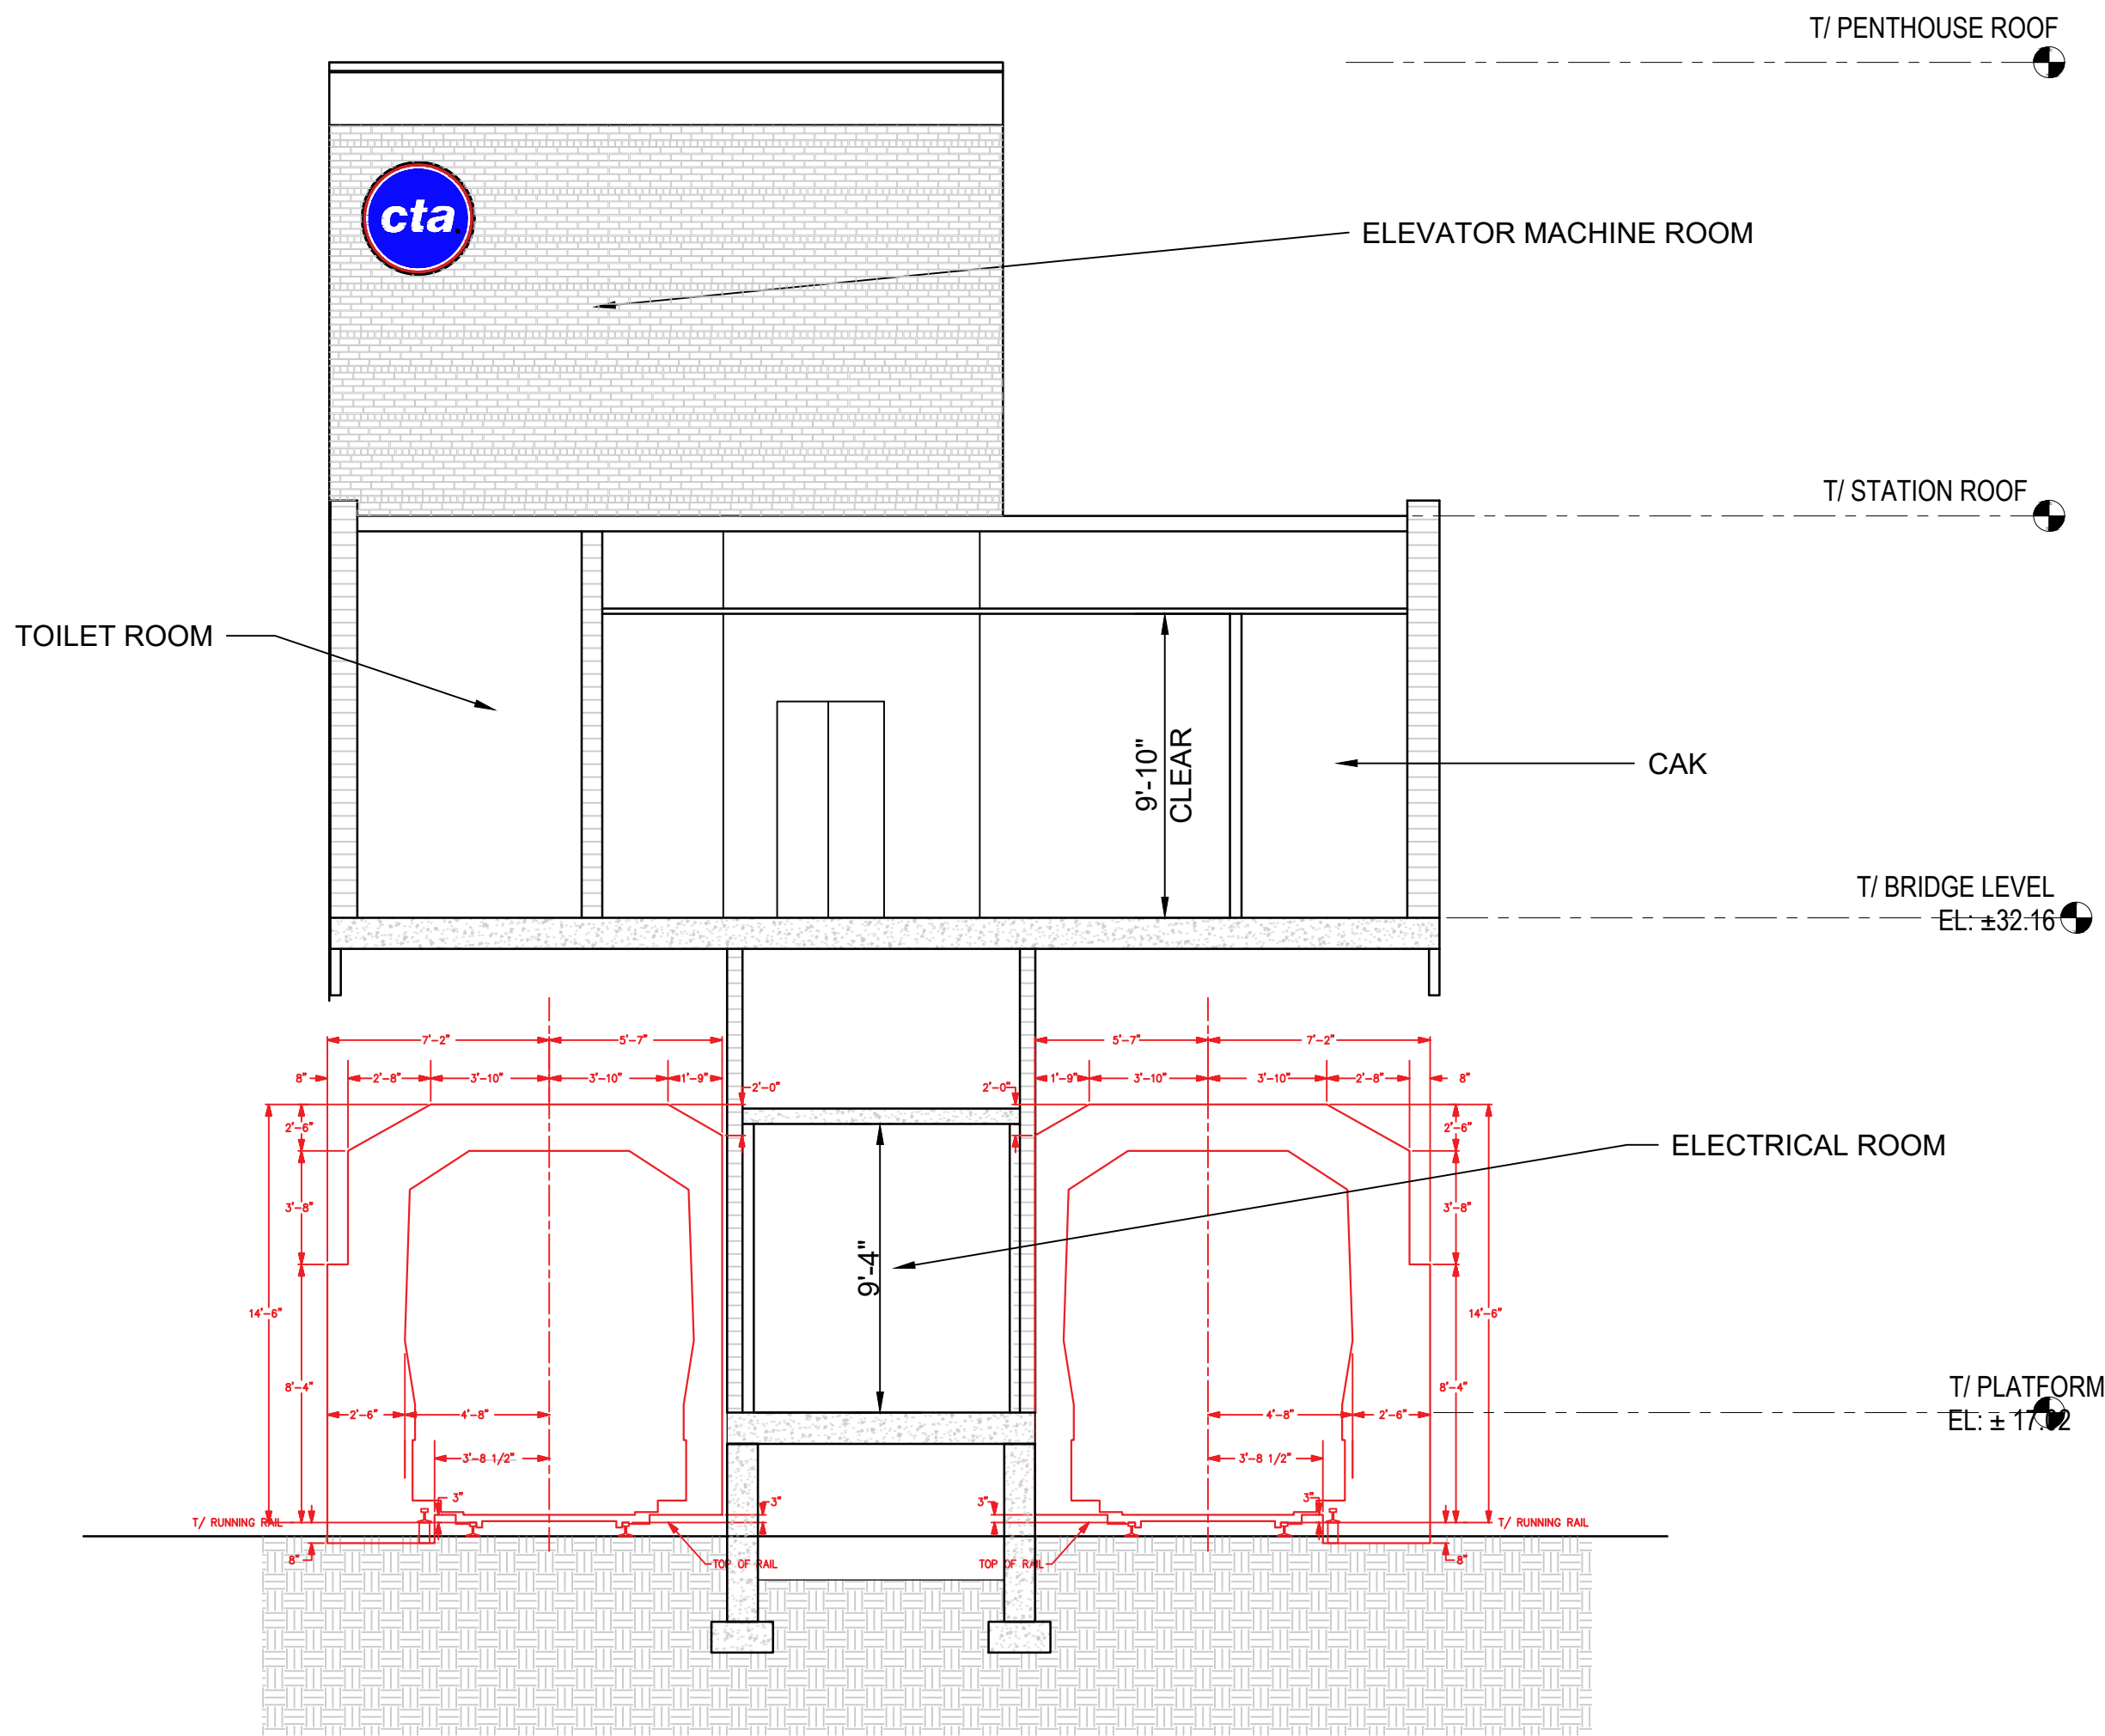 T/ PENTHOUSE ROOF
cta
ELEVATOR MACHINE ROOM
T/ STATION ROOF
TOILET ROOM
9'-10"
CLEAR
CAK
T/ BRIDGE LEVEL
EL: ±32.16
7'-2" 5'-7" 5'-7" 7'-2"
8" 2'-8" 3'-10" 3'-10" 1'-9" 2'-0" 2'-0" 1'-9" 3'-10" 3'-10" 2'-8" 8"
2'-6" 2'-6"
ELECTRICAL ROOM
3'-8" 3'-8"
9'-4"
14'-6" 14'-6"
8'-4" 8'-4"
T/ PLATFORM
2'-6" 4'-8" 4'-8" 2'-6"
EL: ± 17.02
3'-8 1/2" 3'-8 1/2"
3" 3" 3" 3"
T/ RUNNING RAIL T/ RUNNING RAIL
8" TOP OF RAIL TOP OF RAIL 8"